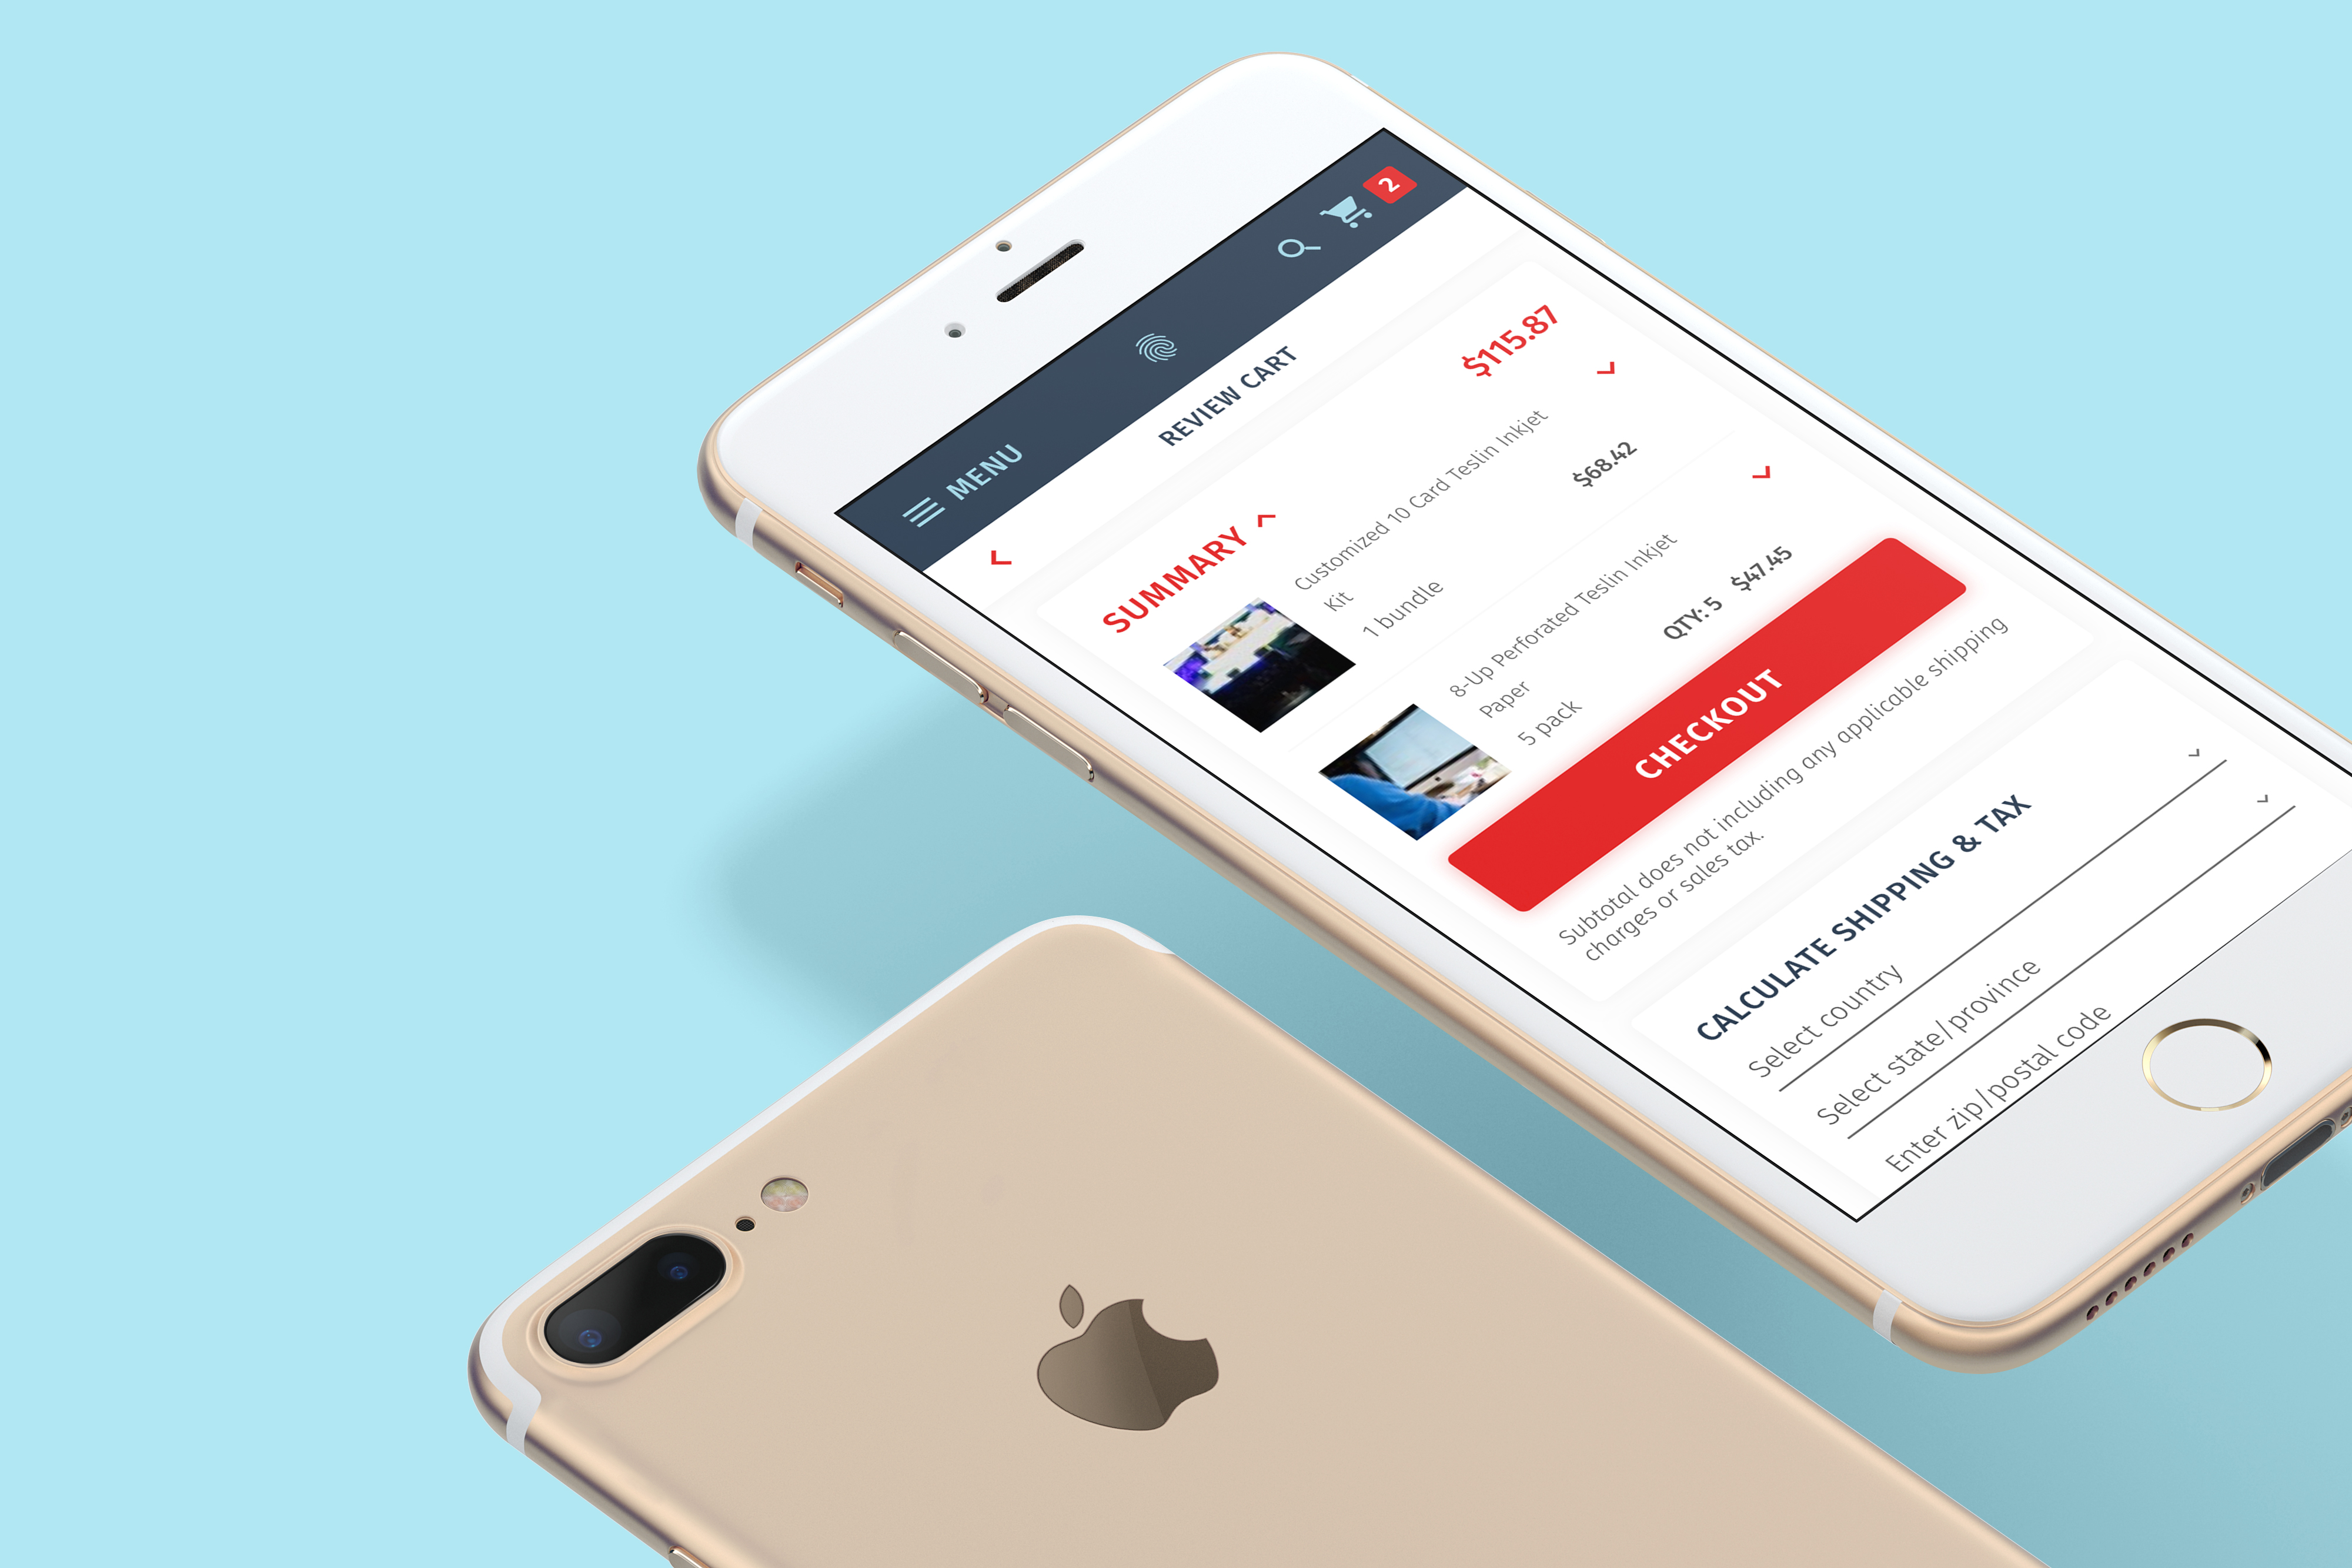 MENU
2
REVIEW CART
SUMMARY
$115.87
Customized 10 Card Teslin Inkjet
Kit
1 bundle
$68.42
8-Up Perforated Teslin Inkjet
Paper
5 pack
QTY: 5 $47.45
CHECKOUT
Subtotal does not including any applicable shipping
charges or sales tax.
CALCULATE SHIPPING & TAX
Select country
Select state/province
Enter zip/postal code